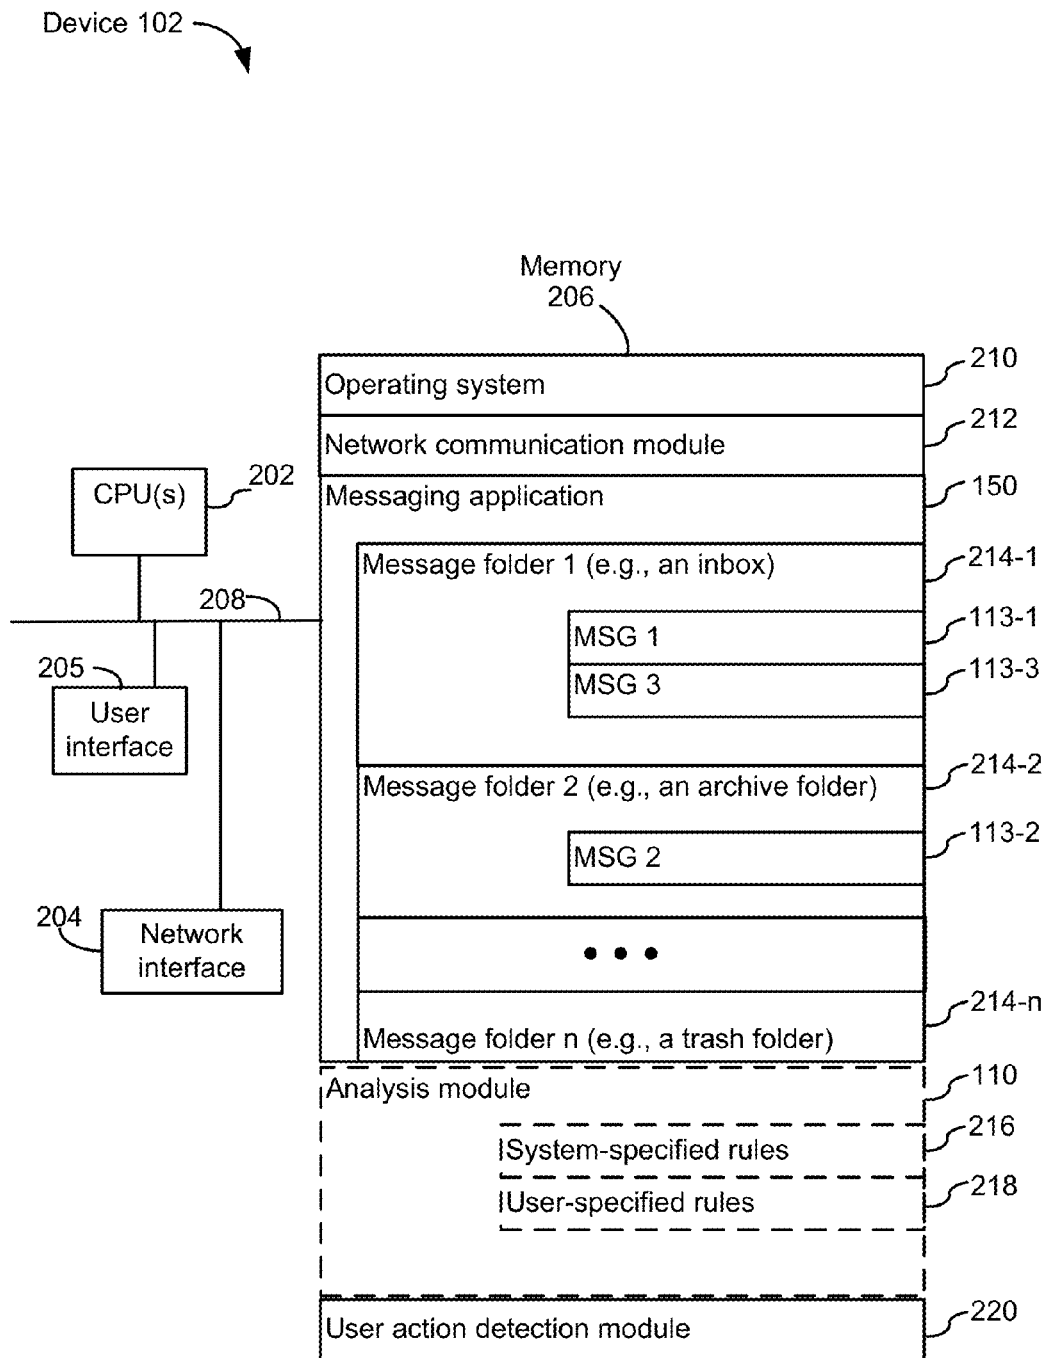 Device 102
Memory
206
Operating system
210
Network communication module
212
CPU(s)
202
Messaging application
150
Message folder 1 (e.g., an inbox)
214-1
208
MSG 1
113-1
205
MSG 3
113-3
User
interface
Message folder 2 (e.g., an archive folder)
214-2
MSG 2
113-2
204
Network
interface
Message folder n (e.g., a trash folder)
214-n
Analysis module
110
System-specified rules
216
User-specified rules
218
User action detection module
220